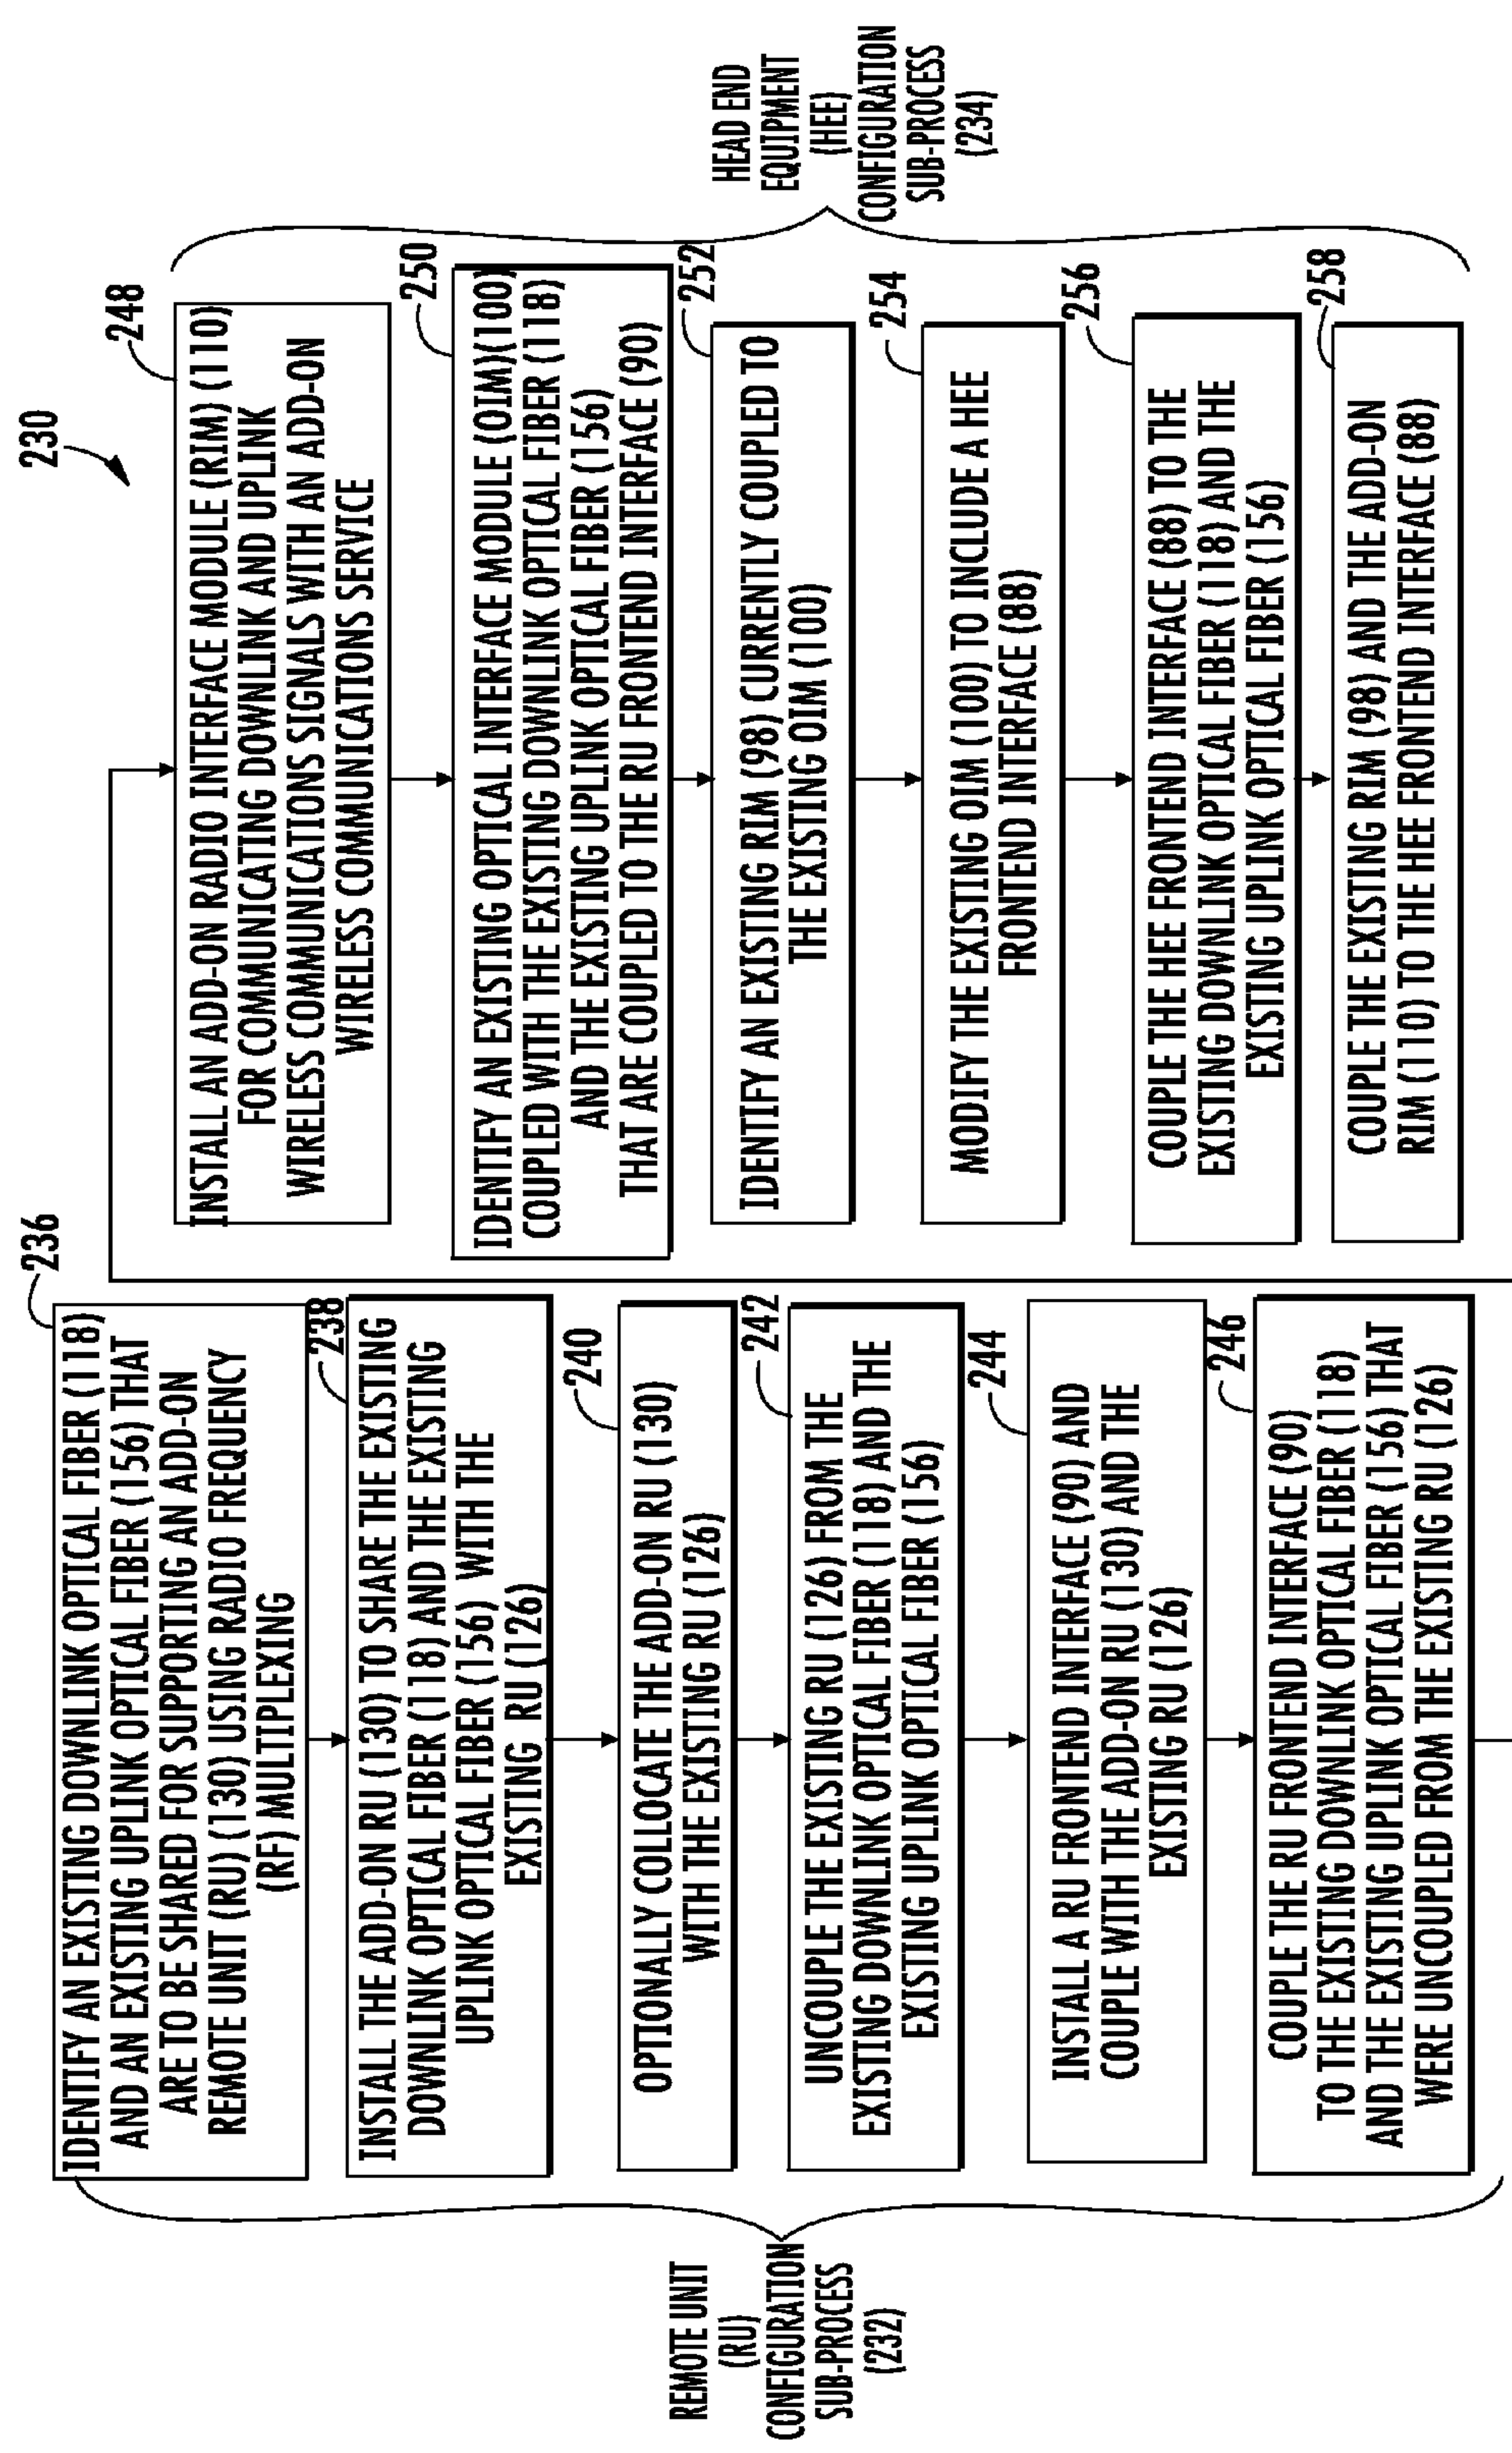 230
REMOTE UNIT
(RU)
CONFIGURATION
SUB-PROCESS
(232)
236
IDENTIFY AN EXISTING DOWNLINK OPTICAL FIBER (118)
AND AN EXISTING UPLINK OPTICAL FIBER (156) THAT
ARE TO BE SHARED FOR SUPPORTING AN ADD-ON
REMOTE UNIT (RU) (130) USING RADIO FREQUENCY
(RF) MULTIPLEXING
238
INSTALL THE ADD-ON RU (130) TO SHARE THE EXISTING
DOWNLINK OPTICAL FIBER (118) AND THE EXISTING
UPLINK OPTICAL FIBER (156) WITH THE
EXISTING RU (126)
240
OPTIONALLY COLLOCATE THE ADD-ON RU (130)
WITH THE EXISTING RU (126)
242
UNCOUPLE THE EXISTING RU (126) FROM THE
EXISTING DOWNLINK OPTICAL FIBER (118) AND THE
EXISTING UPLINK OPTICAL FIBER (156)
244
INSTALL A RU FRONTEND INTERFACE (90) AND
COUPLE WITH THE ADD-ON RU (130) AND THE
EXISTING RU (126)
246
COUPLE THE RU FRONTEND INTERFACE (90)
TO THE EXISTING DOWNLINK OPTICAL FIBER (118)
AND THE EXISTING UPLINK OPTICAL FIBER (156) THAT
WERE UNCOUPLED FROM THE EXISTING RU (126)
248
INSTALL AN ADD-ON RADIO INTERFACE MODULE (RIM) (110)
FOR COMMUNICATING DOWNLINK AND UPLINK
WIRELESS COMMUNICATIONS SIGNALS WITH AN ADD-ON
WIRELESS COMMUNICATIONS SERVICE
250
IDENTIFY AN EXISTING OPTICAL INTERFACE MODULE (OIM)(100)
COUPLED WITH THE EXISTING DOWNLINK OPTICAL FIBER (118)
AND THE EXISTING UPLINK OPTICAL FIBER (156)
THAT ARE COUPLED TO THE RU FRONTEND INTERFACE (90)
252
IDENTIFY AN EXISTING RIM (98) CURRENTLY COUPLED TO
THE EXISTING OIM (100)
254
MODIFY THE EXISTING OIM (100) TO INCLUDE A HEE
FRONTEND INTERFACE (88)
256
COUPLE THE HEE FRONTEND INTERFACE (88) TO THE
EXISTING DOWNLINK OPTICAL FIBER (118) AND THE
EXISTING UPLINK OPTICAL FIBER (156)
258
COUPLE THE EXISTING RIM (98) AND THE ADD-ON
RIM (110) TO THE HEE FRONTEND INTERFACE (88)
HEAD END
EQUIPMENT
(HEE)
CONFIGURATION
SUB-PROCESS
(234)